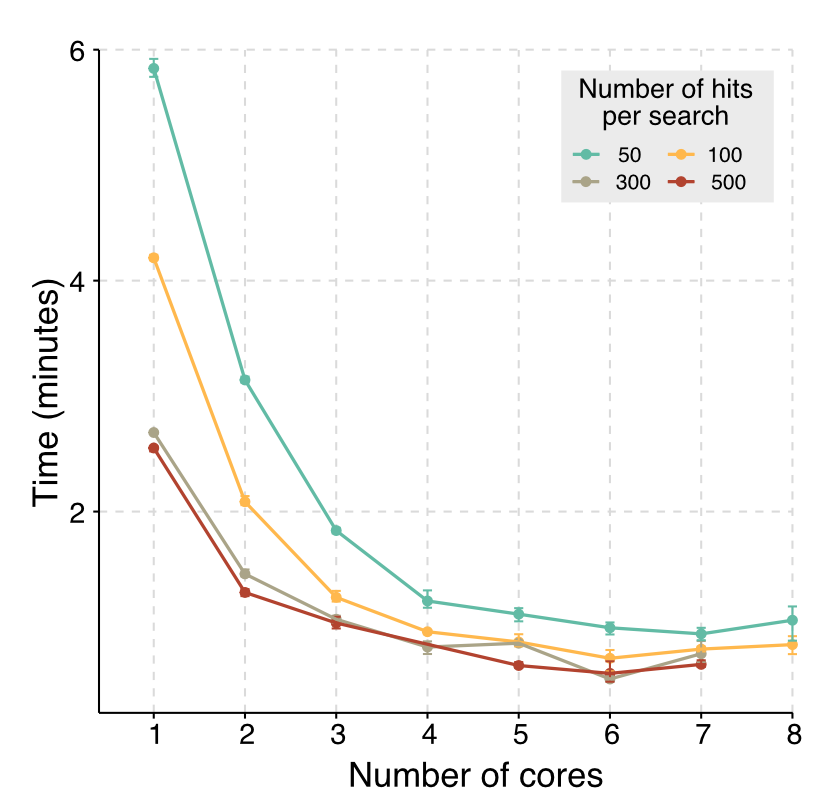 6
4
2
Time (minutes)
Number of hits
per search
50 100
300 500
1 2 3 4 5 6 7 8
Number of cores